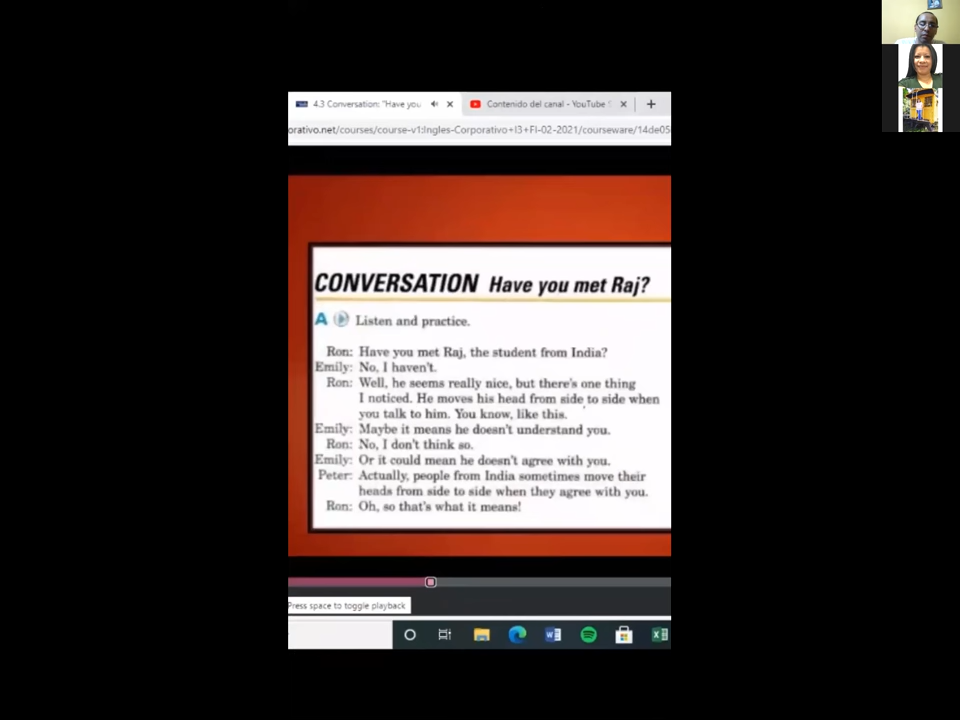 4.3 Conversation: "Have you
Contenido del canal - YouTube
orativo.net/courses/course-v1:Ingles-Corporativo+I3+FI-02-2021/courseware/14de05
CONVERSATION Have you met Raj?
A Listen and practice.
Ron: Have you met Raj, the student from India?
Emily: No, I haven't.
Ron: Well, he seems really nice, but there's one thing
I noticed. He moves his head from side to side when
you talk to him. You know, like this.
Emily: Maybe it means he doesn't understand you.
Ron: No, I don't think so.
Emily: Or it could mean he doesn't agree with you.
Peter: Actually, people from India sometimes move their
heads from side to side when they agree with you.
Ron: Oh, so that's what it means!
Press space to toggle playback